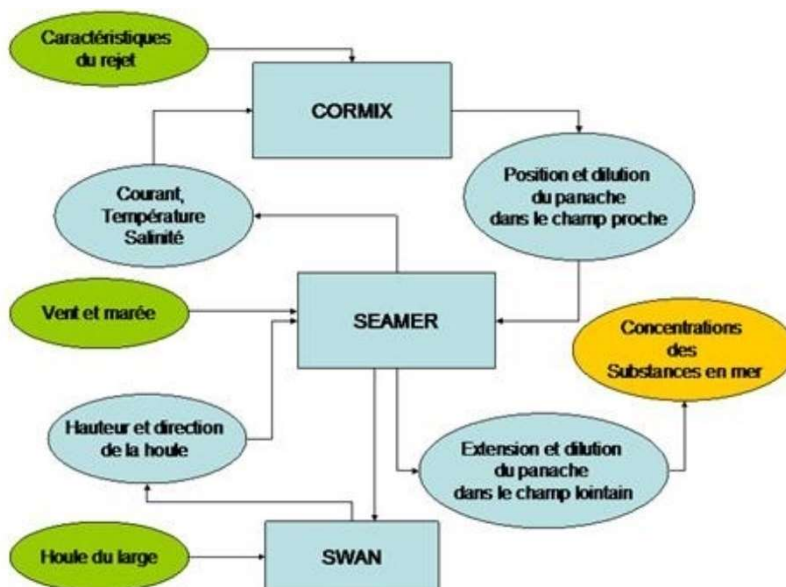 Caractéristiques
du rejet
CORMIX
Courant,
Température
Salinité
Position et dilution
du panache
dans le champ proche
Vent et marée
SEAMER
Concentrations
des
Substances en mer
Hauteur et direction
de la houle
Extension et dilution
du panache
dans le champ lointain
Houle du large
SWAN